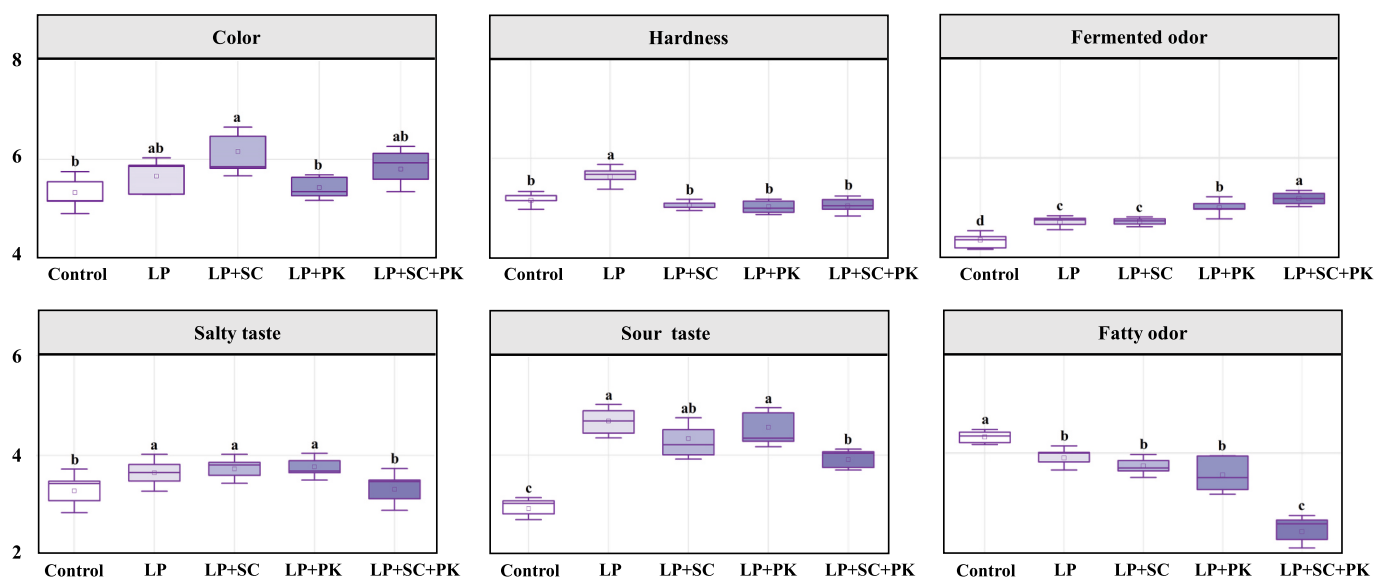 Color Hardness Fermented odor
8
b ab a b ab
b a b b b
d c c b a
6
4
Control LP LP+SC LP+PK LP+SC+PK
Control LP LP+SC LP+PK LP+SC+PK
Control LP LP+SC LP+PK LP+SC+PK
Salty taste Sour taste Fatty odor
6
b a a a b
c a ab a b
a b b b c
4
2
Control LP LP+SC LP+PK LP+SC+PK
Control LP LP+SC LP+PK LP+SC+PK
Control LP LP+SC LP+PK LP+SC+PK